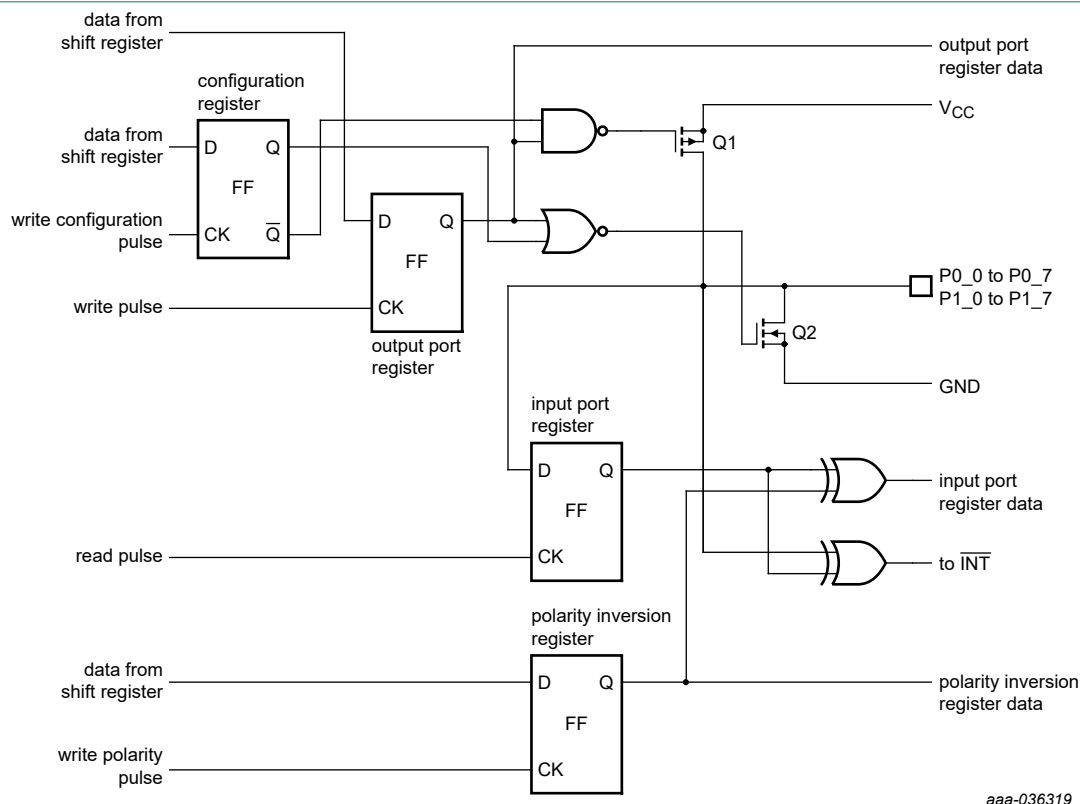 data from
shift register
output port
register data
configuration
register
V_CC
data from
shift register
D
Q
Q1
FF
write configuration
pulse
CK
Q̅
D
Q
FF
P0_0 to P0_7
P1_0 to P1_7
write pulse
CK
Q2
output port
register
GND
input port
register
D
Q
input port
register data
FF
read pulse
CK
to I̅N̅T̅
polarity inversion
register
data from
shift register
D
Q
polarity inversion
register data
FF
write polarity
pulse
CK
aaa-036319